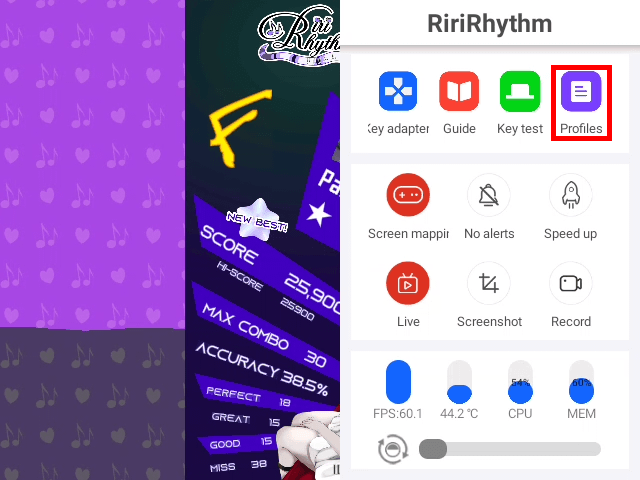 Riri
Rhyth
F
NEW BEST!
SCORE
25,900
HI-SCORE
25900
MAX COMBO
30
ACCURACY 38.5%
PERFECT 18
GREAT 15
GOOD 15
MISS 38
RiriRhythm
Key adapter
Guide
Key test
Profiles
Screen mappin
No alerts
Speed up
Live
Screenshot
Record
54%
60%
FPS:60.1
44.2 ℃
CPU
MEM